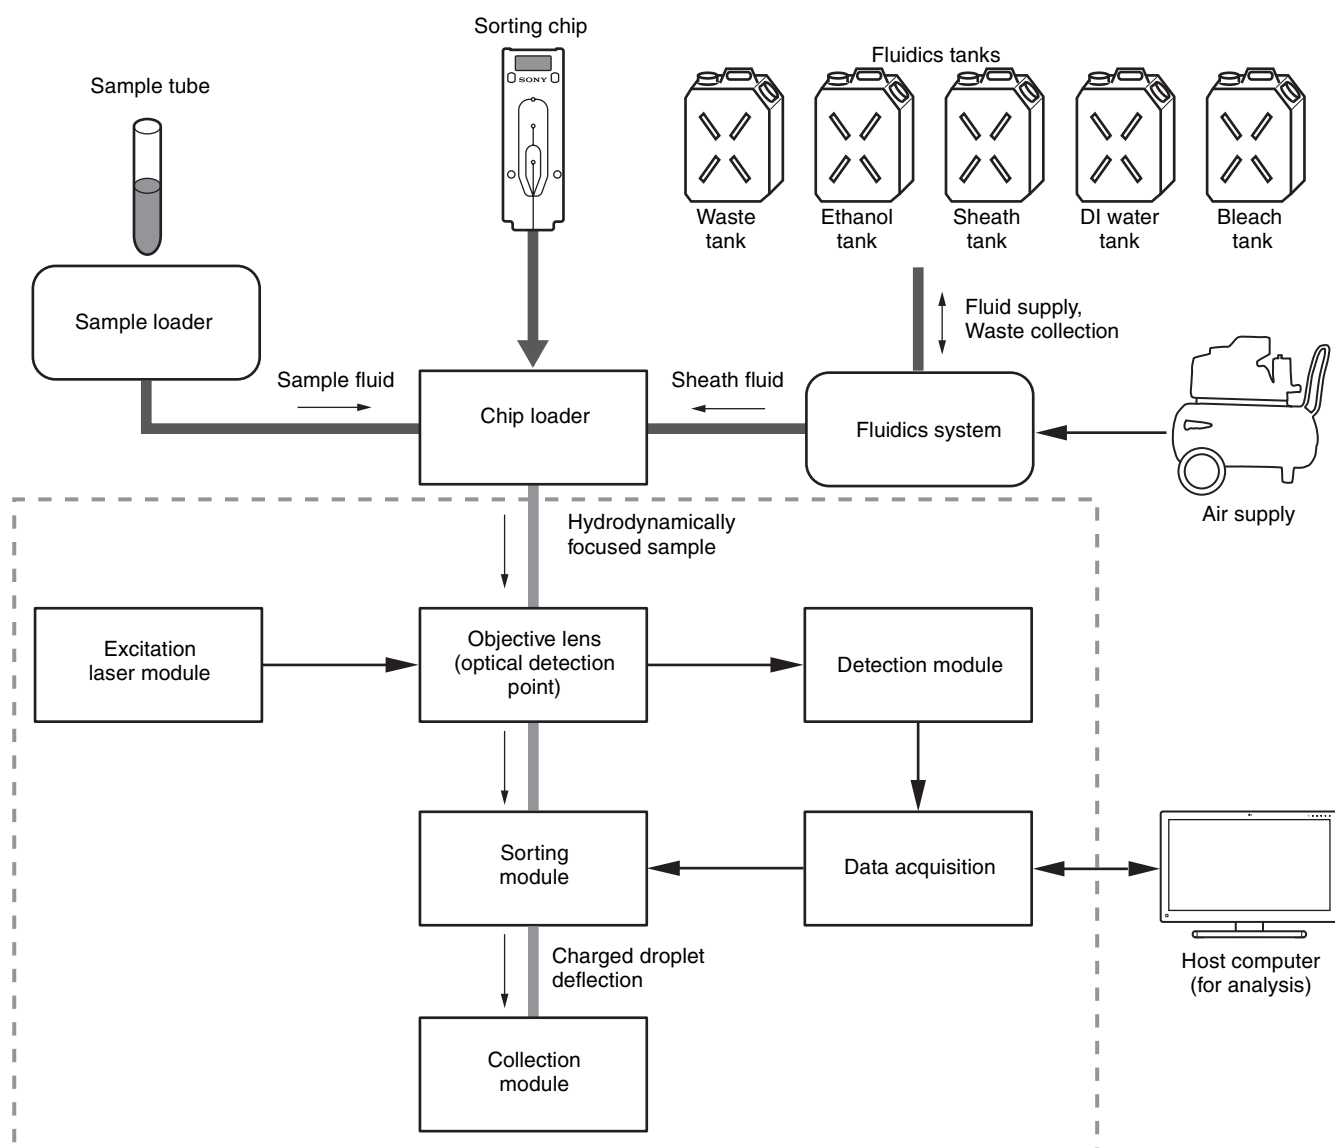 Sorting chip
SONY
Sample tube
Fluidics tanks
Waste
tank
Ethanol
tank
Sheath
tank
DI water
tank
Bleach
tank
Sample loader
Fluid supply,
Waste collection
Sample fluid
Sheath fluid
Chip loader
Fluidics system
Air supply
Hydrodynamically
focused sample
Excitation
laser module
Objective lens
(optical detection
point)
Detection module
Sorting
module
Data acquisition
Charged droplet
deflection
Host computer
(for analysis)
Collection
module